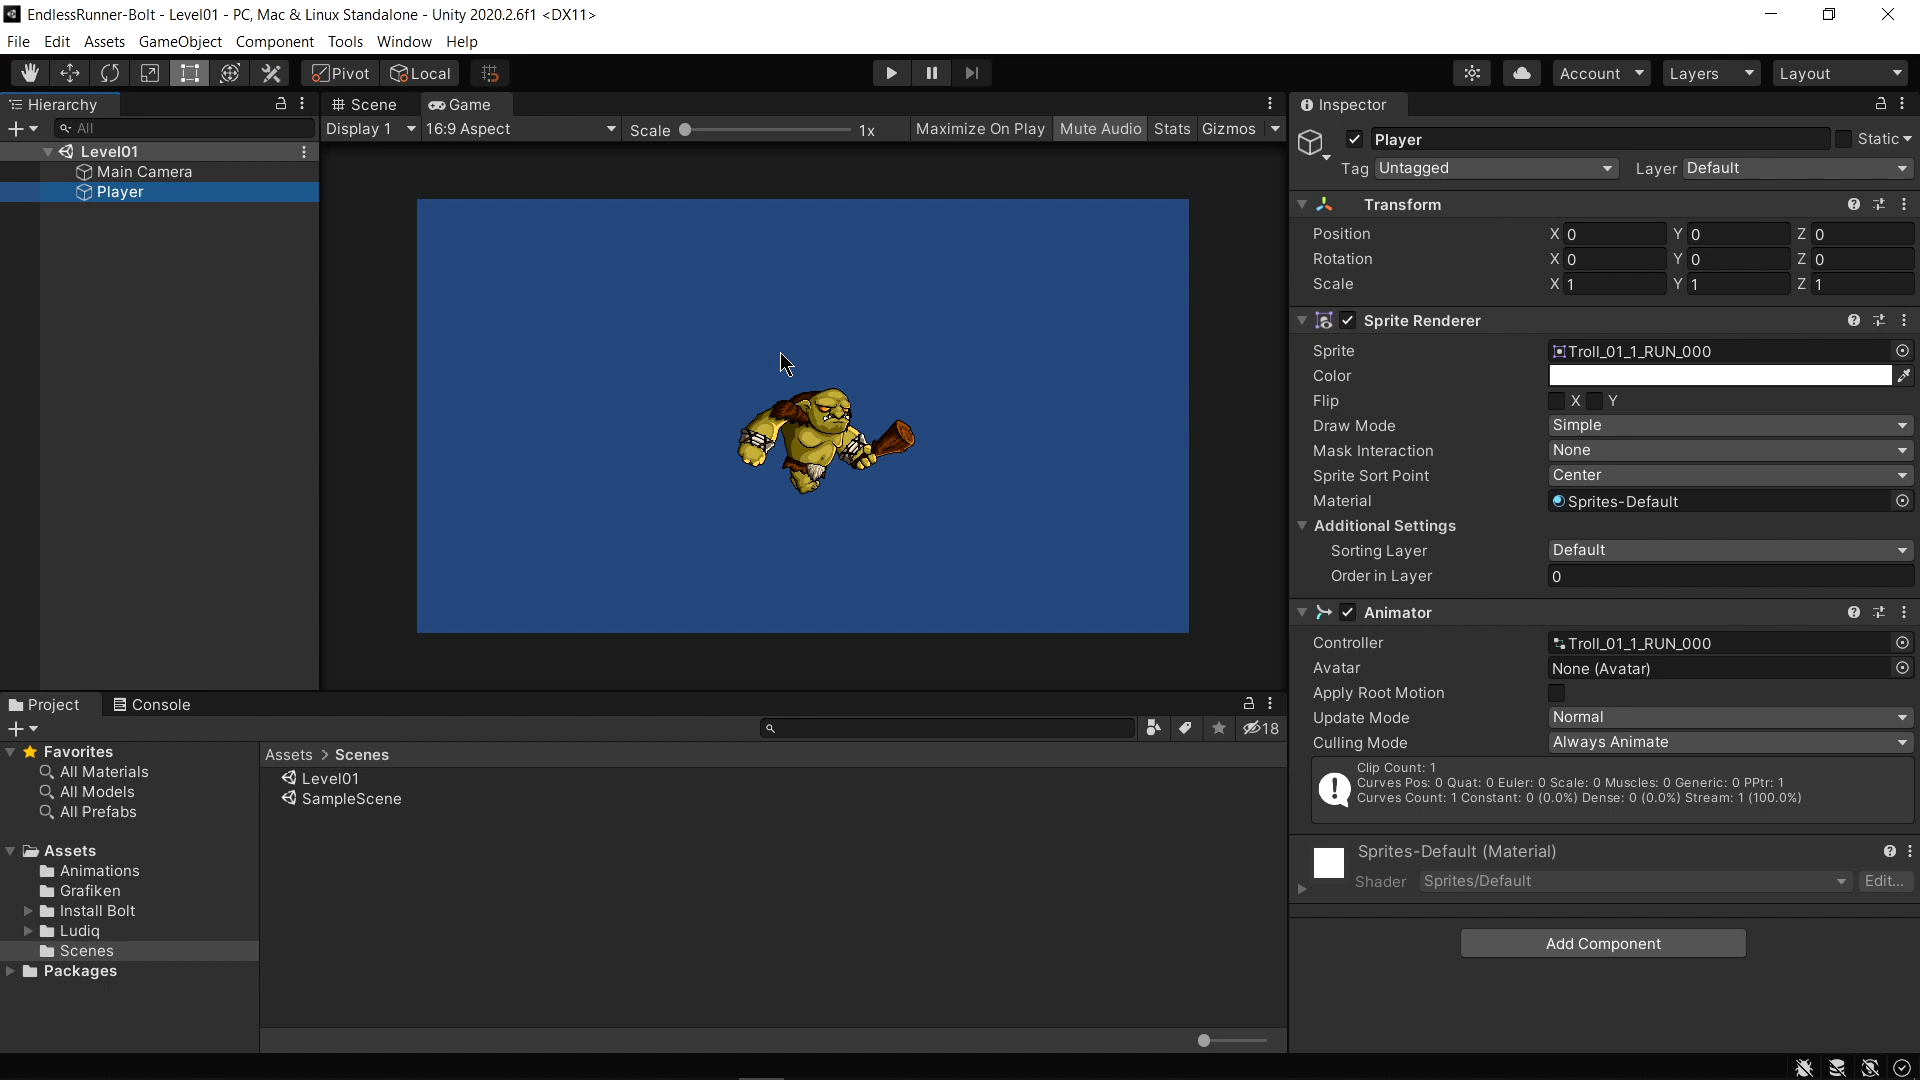 EndlessRunner-Bolt - Level01 - PC, Mac & Linux Standalone - Unity 2020.2.6f1 <DX11>
File Edit Assets GameObject Component Tools Window Help
Pivot Local Account Layers Layout
Hierarchy
All
Level01
Main Camera
Player
Scene Game
Display 1 16:9 Aspect Scale 1x Maximize On Play Mute Audio Stats Gizmos
Inspector
Player Static
Tag Untagged Layer Default
Transform
Position X 0 Y 0 Z 0
Rotation X 0 Y 0 Z 0
Scale X 1 Y 1 Z 1
Sprite Renderer
Sprite Troll_01_1_RUN_000
Color
Flip X Y
Draw Mode Simple
Mask Interaction None
Sprite Sort Point Center
Material Sprites-Default
Additional Settings
Sorting Layer Default
Order in Layer 0
Animator
Controller Troll_01_1_RUN_000
Avatar None (Avatar)
Apply Root Motion
Update Mode Normal
Culling Mode Always Animate
Clip Count: 1
Curves Pos: 0 Quat: 0 Euler: 0 Scale: 0 Muscles: 0 Generic: 0 PPtr: 1
Curves Count: 1 Constant: 0 (0.0%) Dense: 0 (0.0%) Stream: 1 (100.0%)
Sprites-Default (Material)
Shader Sprites/Default Edit...
Add Component
Project Console
18
Favorites
All Materials
All Models
All Prefabs
Assets
Animations
Grafiken
Install Bolt
Ludiq
Scenes
Packages
Assets > Scenes
Level01
SampleScene